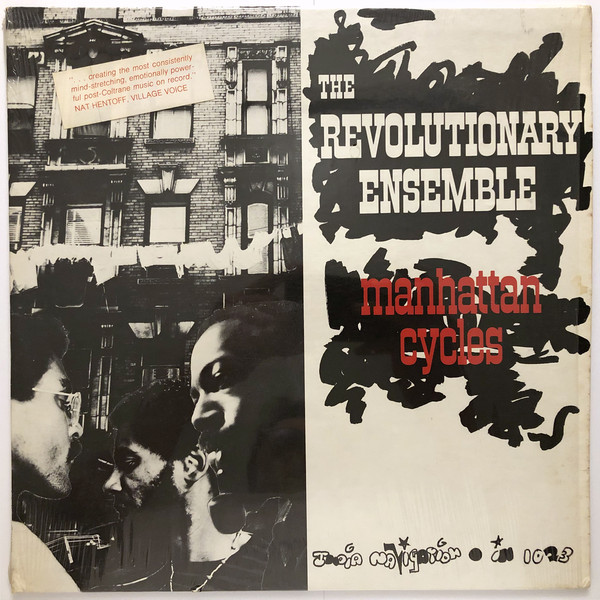 ". . . creating the most consistently
mind-stretching, emotionally power-
ful post-Coltrane music on record."
NAT HENTOFF, VILLAGE VOICE
THE
REVOLUTIONARY
ENSEMBLE
manhattan
cycles
India Navigation • IN 1023